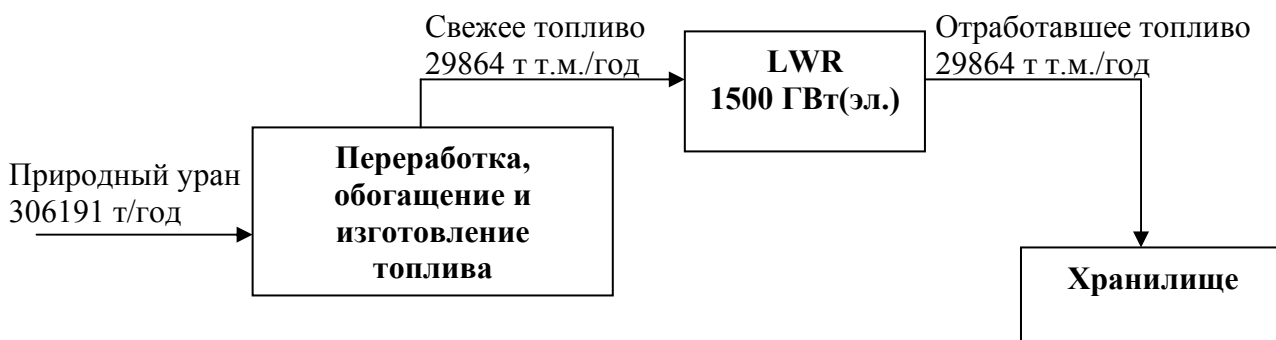 Свежее топливо
29864 т т.м./год
LWR
1500 ГВт(эл.)
Отработавшее топливо
29864 т т.м./год
Природный уран
306191 т/год
Переработка,
обогащение и
изготовление
топлива
Хранилище